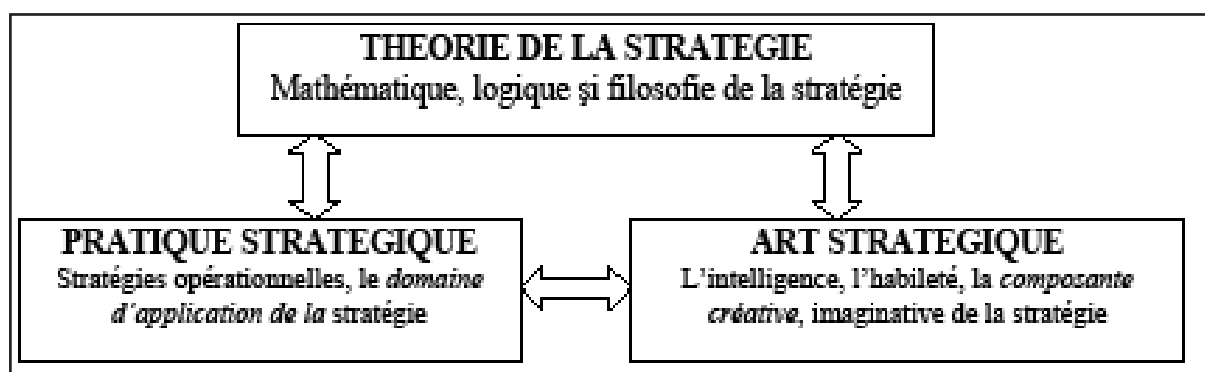 THEORIE DE LA STRATEGIE
Mathématique, logique și filosofie de la stratégie
PRATIQUE STRATEGIQUE
Stratégies opérationnelles, le domaine
d'application de la stratégie
ART STRATEGIQUE
L'intelligence, l'habileté, la composante
créative, imaginative de la stratégie